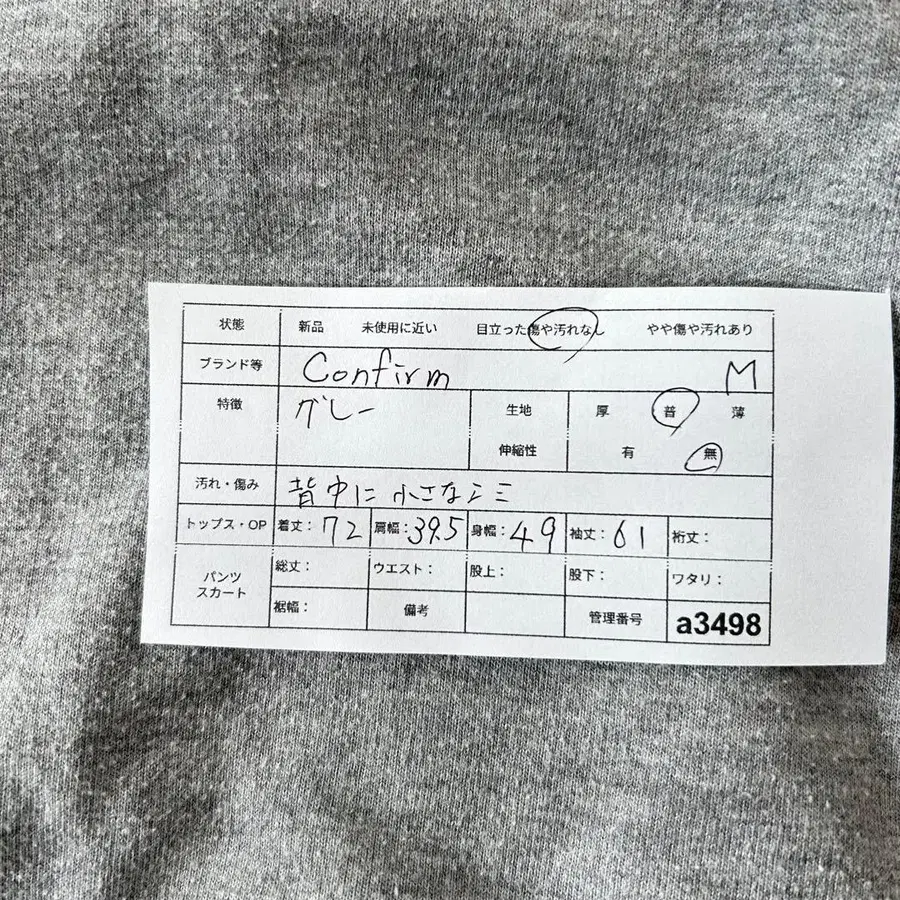 状態 新品 未使用に近い 目立った傷や汚れなし やや傷や汚れあり
ブランド等 Confirm M
特徴 グレー 生地 厚 普 薄
伸縮性 有 無
汚れ・傷み 背中に小さなシミ
トップス・OP 着丈：72 肩幅：39.5 身幅：49 袖丈：61 裄丈：
パンツ スカート 総丈： ウエスト： 股上： 股下： ワタリ：
裾幅： 備考 管理番号 a3498